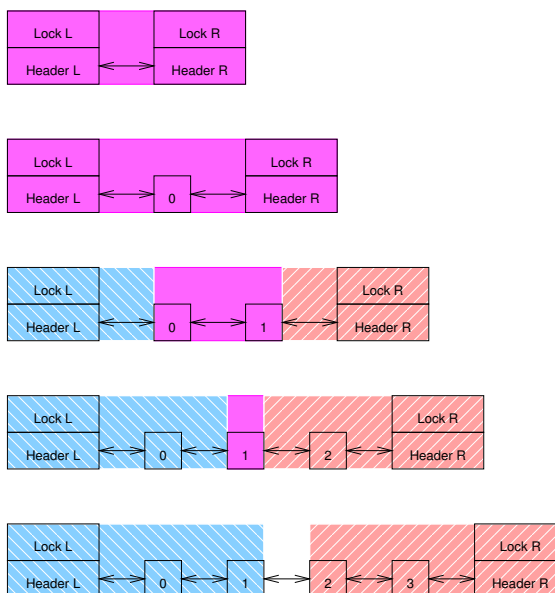 Lock L Lock R
Header L Header R
Lock L Lock R
Header L 0 Header R
Lock L Lock R
Header L 0 1 Header R
Lock L Lock R
Header L 0 1 2 Header R
Lock L Lock R
Header L 0 1 2 3 Header R